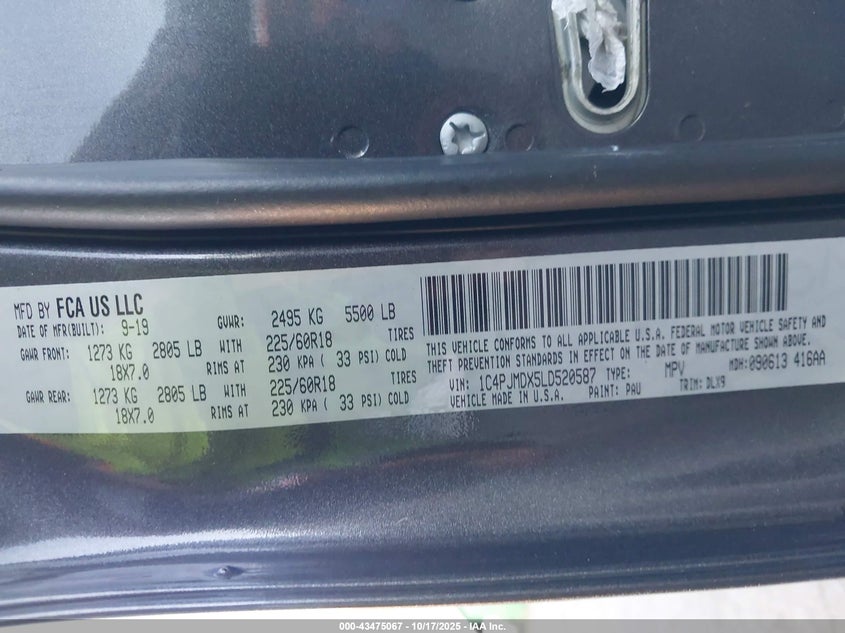 MFD BY FCA US LLC
DATE OF MFR(BUILT): 9-19 GVWR: 2495 KG 5500 LB
GAWR FRONT: 1273 KG 2805 LB WITH 225/60R18 TIRES
18X7.0 RIMS AT 230 KPA ( 33 PSI) COLD
GAWR REAR: 1273 KG 2805 LB WITH 225/60R18 TIRES
18X7.0 RIMS AT 230 KPA ( 33 PSI) COLD
THIS VEHICLE CONFORMS TO ALL APPLICABLE U.S.A. FEDERAL MOTOR VEHICLE SAFETY AND
THEFT PREVENTION STANDARDS IN EFFECT ON THE DATE OF MANUFACTURE SHOWN ABOVE.
VIN: 1C4PJMDX5LD520587 TYPE: MPV MDH:090613 416AA
VEHICLE MADE IN U.S.A. PAINT: PAU TRIM: DLX9
000-43475067 - 10/17/2025 - IAA Inc.